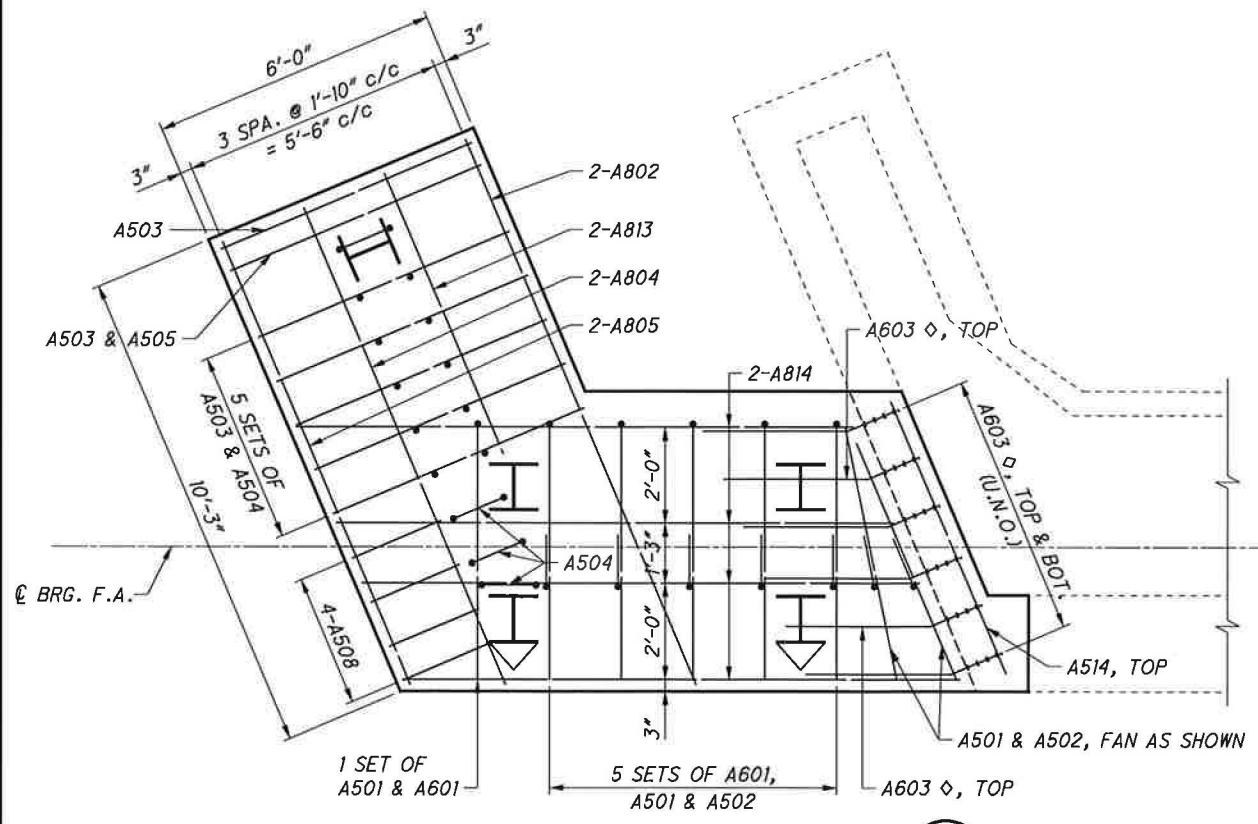 6'-0"
3"
3 SPA. @ 1'-10" c/c
= 5'-6" c/c
3"
2-A802
A503
2-A813
2-A804
2-A805
A503 & A505
A603 ◇, TOP
2-A814
5 SETS OF
A503 & A504
A603 ◇, TOP & BOT.
(U.N.O.)
10'-3"
2'-0"
1'-3"
A504
₵ BRG. F.A.
4-A508
2'-0"
A514, TOP
3"
A501 & A502, FAN AS SHOWN
1 SET OF
A501 & A601
5 SETS OF A601,
A501 & A502
A603 ◇, TOP